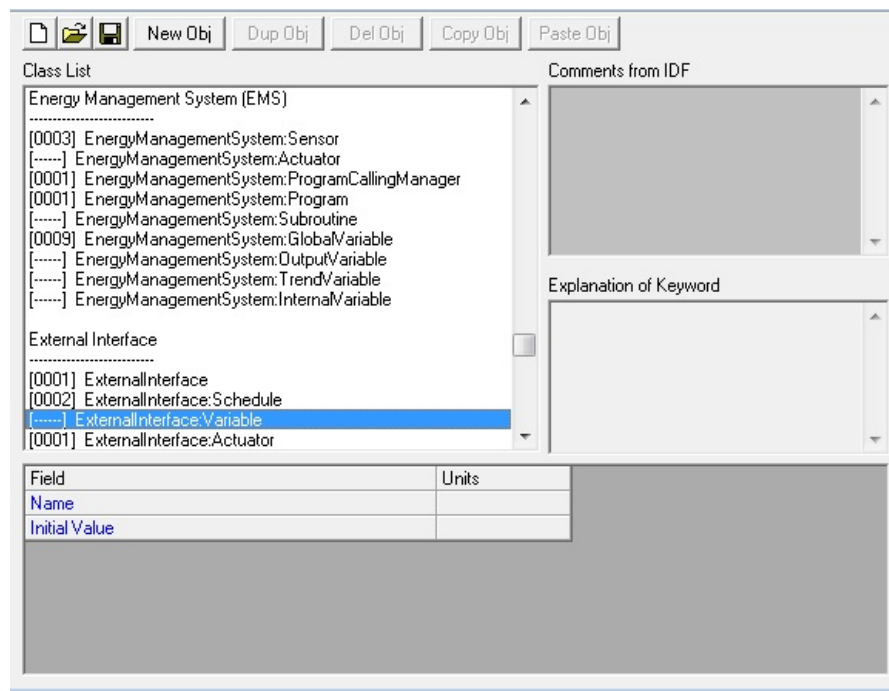 New Obj Dup Obj Del Obj Copy Obj Paste Obj
Class List
Energy Management System (EMS)
--------------------------
[0003] EnergyManagementSystem:Sensor
[------] EnergyManagementSystem:Actuator
[0001] EnergyManagementSystem:ProgramCallingManager
[0001] EnergyManagementSystem:Program
[------] EnergyManagementSystem:Subroutine
[0009] EnergyManagementSystem:GlobalVariable
[------] EnergyManagementSystem:OutputVariable
[------] EnergyManagementSystem:TrendVariable
[------] EnergyManagementSystem:InternalVariable
External Interface
--------------------------
[0001] ExternalInterface
[0002] ExternalInterface:Schedule
[------] ExternalInterface:Variable
[0001] ExternalInterface:Actuator
Comments from IDF
Explanation of Keyword
Field Units
Name
Initial Value